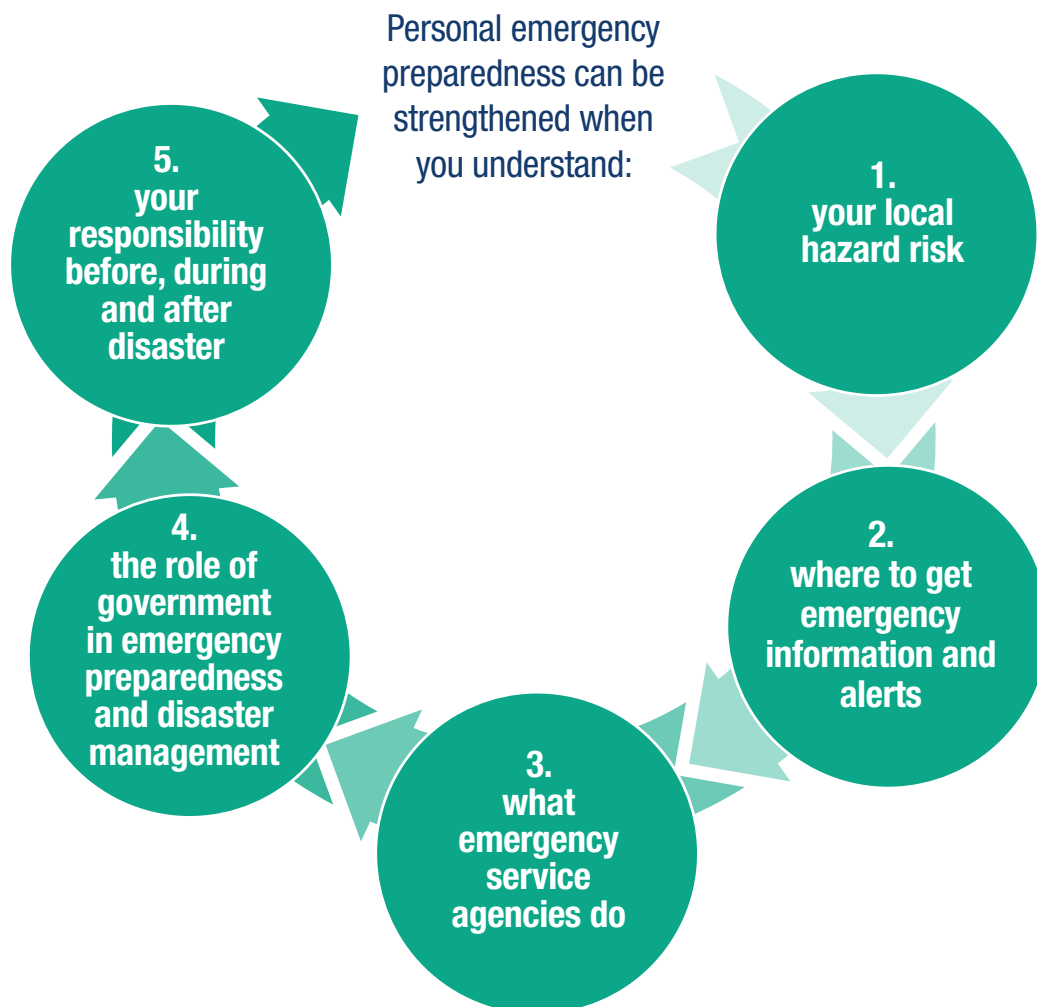 Personal emergency
preparedness can be
strengthened when
you understand:
1.
your local
hazard risk
2.
where to get
emergency
information and
alerts
3.
what
emergency
service
agencies do
4.
the role of
government
in emergency
preparedness
and disaster
management
5.
your
responsibility
before, during
and after
disaster